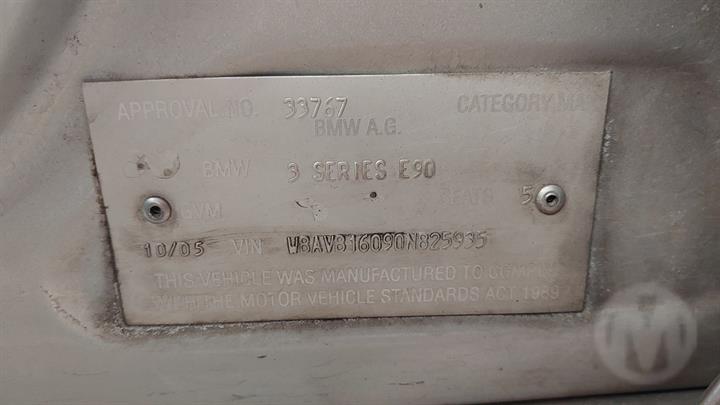 APPROVAL NO. 33767 CATEGORY MA
BMW A.G.
BMW 3 SERIES E90
GVM SEATS 5
10/05 VIN
THIS VEHICLE WAS MANUFACTURED TO COMPLY
WITH THE MOTOR VEHICLE STANDARDS ACT 1989
M